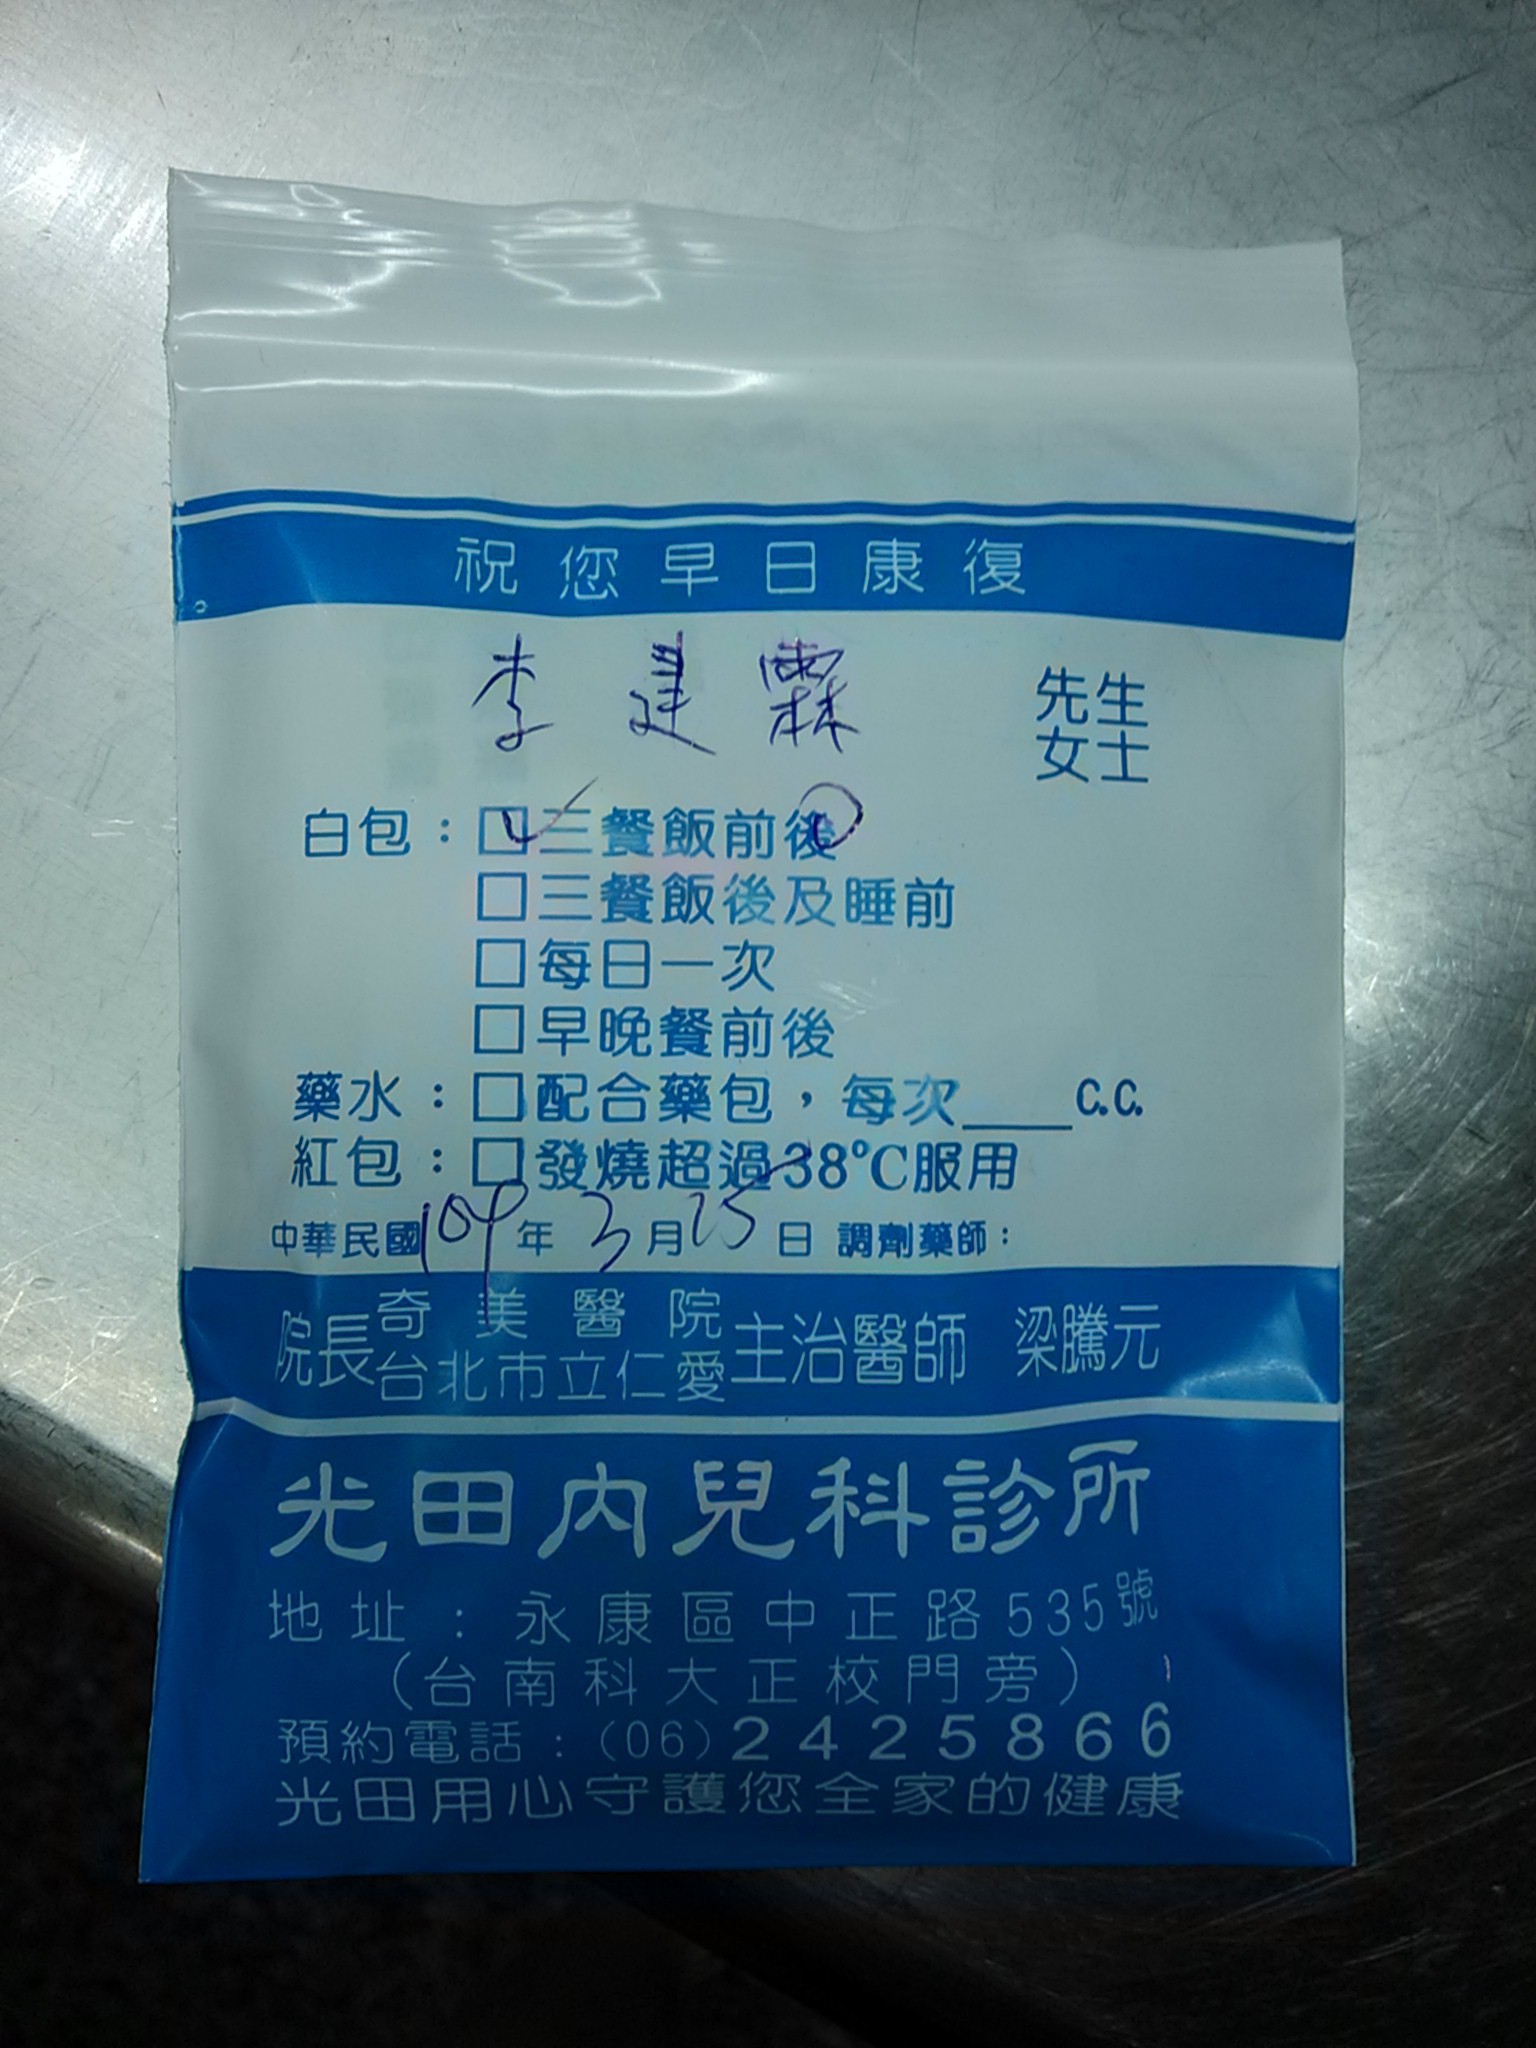 祝您早日康復
李建霖 先生
女士
白包：□三餐飯前後
□三餐飯後及睡前
□每日一次
□早晚餐前後
藥水：□配合藥包，每次____C.C.
紅包：□發燒超過38°C服用
中華民國109年3月25日 調劑藥師：
院長 奇美醫院 主治醫師 梁騰元
台北市立仁愛
光田內兒科診所
地址：永康區中正路535號
（台南科大正校門旁）
預約電話：(06)2425866
光田用心守護您全家的健康